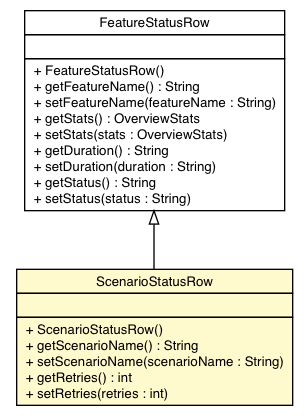 FeatureStatusRow
+ FeatureStatusRow()
+ getFeatureName() : String
+ setFeatureName(featureName : String)
+ getStats() : OverviewStats
+ setStats(stats : OverviewStats)
+ getDuration() : String
+ setDuration(duration : String)
+ getStatus() : String
+ setStatus(status : String)
ScenarioStatusRow
+ ScenarioStatusRow()
+ getScenarioName() : String
+ setScenarioName(scenarioName : String)
+ getRetries() : int
+ setRetries(retries : int)